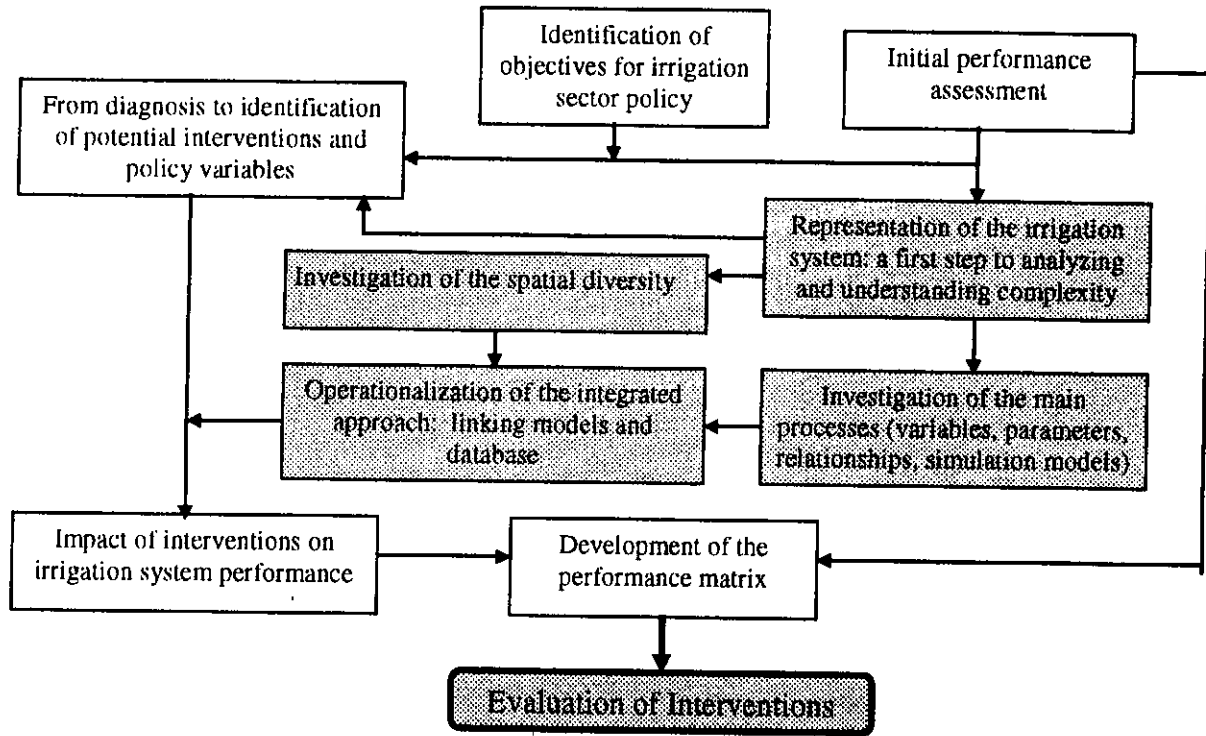 Identification of
objectives for irrigation
sector policy
Initial performance
assessment
From diagnosis to identification
of potential interventions and
policy variables
Representation of the irrigation
system: a first step to analyzing
and understanding complexity
Investigation of the spatial diversity
Operationalization of the integrated
approach: linking models and
database
Investigation of the main
processes (variables, parameters,
relationships, simulation models)
Impact of interventions on
irrigation system performance
Development of the
performance matrix
Evaluation of Interventions